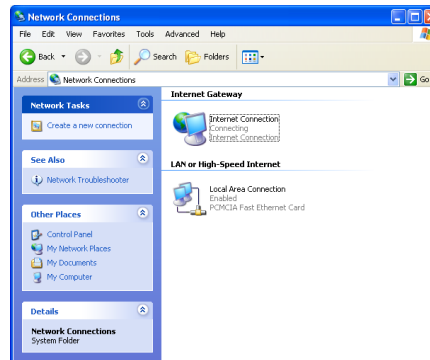 Network Connections
File Edit View Favorites Tools Advanced Help
Back Search Folders
Address Network Connections Go
Network Tasks
Create a new connection
See Also
Network Troubleshooter
Other Places
Control Panel
My Network Places
My Documents
My Computer
Details
Network Connections
System Folder
Internet Gateway
Internet Connection
Connecting
Internet Connection
LAN or High-Speed Internet
Local Area Connection
Enabled
PCMCIA Fast Ethernet Card